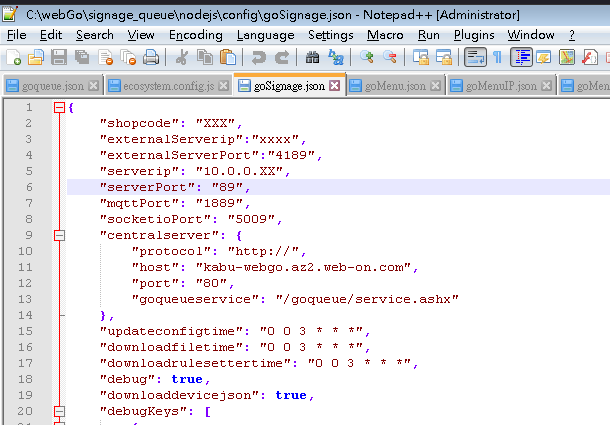 C:\webGo\signage_queue\nodejs\config\goSignage.json - Notepad++ [Administrator]
File Edit Search View Encoding Language Settings Macro Run Plugins Window ?
goqueue.json ecosystem.config.js goSignage.json goMenu.json goMenuIP.json goMen
1 {
2 "shopcode": "XXX",
3 "externalServerip":"xxxx",
4 "externalServerPort":"4189",
5 "serverip": "10.0.0.XX",
6 "serverPort": "89",
7 "mqttPort": "1889",
8 "socketioPort": "5009",
9 "centralserver": {
10 "protocol": "http://",
11 "host": "kabu-webgo.az2.web-on.com",
12 "port": "80",
13 "goqueueservice": "/goqueue/service.ashx"
14 },
15 "updateconfigtime": "0 0 3 * * *",
16 "downloadfiletime": "0 0 3 * * *",
17 "downloadrulesettertime": "0 0 3 * * *",
18 "debug": true,
19 "downloaddevicejson": true,
20 "debugKeys": [